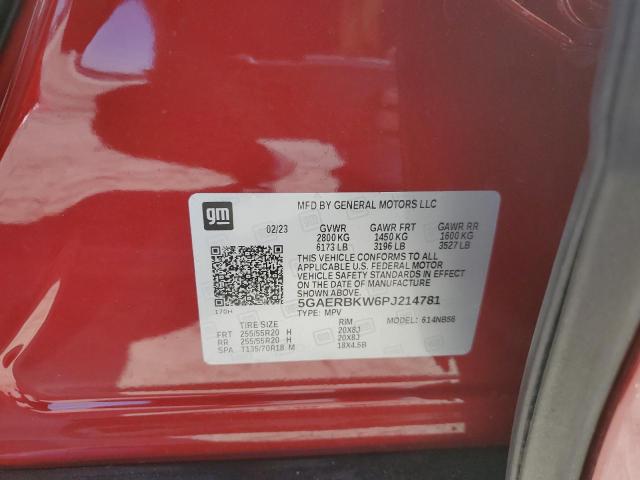 gm
MFD BY GENERAL MOTORS LLC
02/23 GVWR GAWR FRT GAWR RR
2800 KG 1450 KG 1600 KG
6173 LB 3196 LB 3527 LB
THIS VEHICLE CONFORMS TO ALL
APPLICABLE U.S. FEDERAL MOTOR
VEHICLE SAFETY STANDARDS IN EFFECT
ON THE DATE OF MANUFACTURE SHOWN ABOVE.
170H 5GAERBKW6PJ214781
TYPE: MPV MODEL: 614NB56
TIRE SIZE RIM
FRT 255/55R20 H 20X8J
RR 255/55R20 H 20X8J
SPA T135/70R18 M 18X4.5B